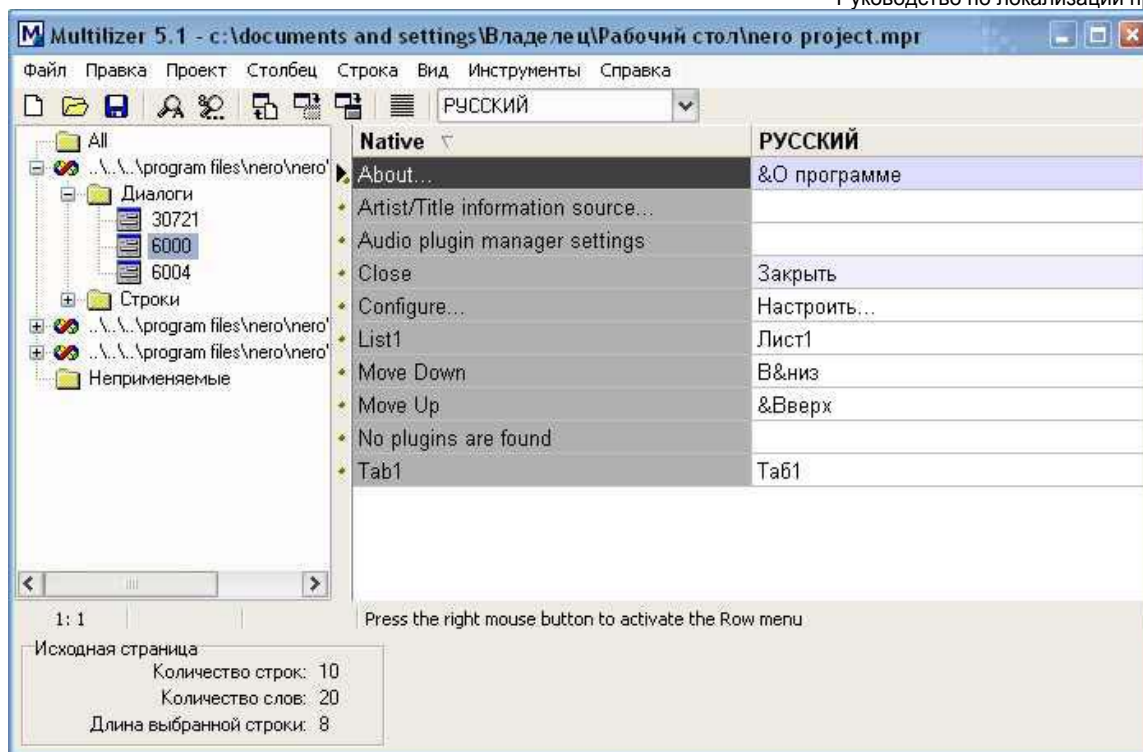 Руководство по локализации п
Multilizer 5.1 - c:\documents and settings\Владелец\Рабочий стол\nero project.mpr
Файл Правка Проект Столбец Строка Вид Инструменты Справка
РУССКИЙ
All
..\..\..\program files\nero\nero'
Диалоги
30721
6000
6004
Строки
..\..\..\program files\nero\nero'
..\..\..\program files\nero\nero'
Неприменяемые
Native РУССКИЙ
About... &О программе
Artist/Title information source...
Audio plugin manager settings
Close Закрыть
Configure... Настроить...
List1 Лист1
Move Down В&низ
Move Up &Вверх
No plugins are found
Tab1 Таб1
1: 1 Press the right mouse button to activate the Row menu
Исходная страница
Количество строк: 10
Количество слов: 20
Длина выбранной строки: 8